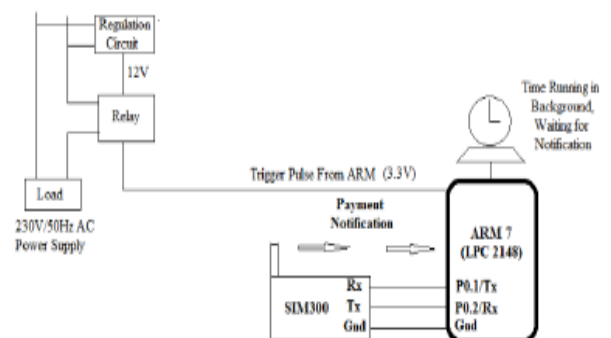 Regulation
Circuit
12V
Relay
Time Running in
Background,
Waiting for
Notification
Trigger Pulse From ARM (3.3V)
Load
230V/50Hz AC
Power Supply
Payment
Notification
ARM 7
(LPC 2148)
Rx
P0.1/Tx
SIM300
Tx
P0.2/Rx
Gnd
Gnd